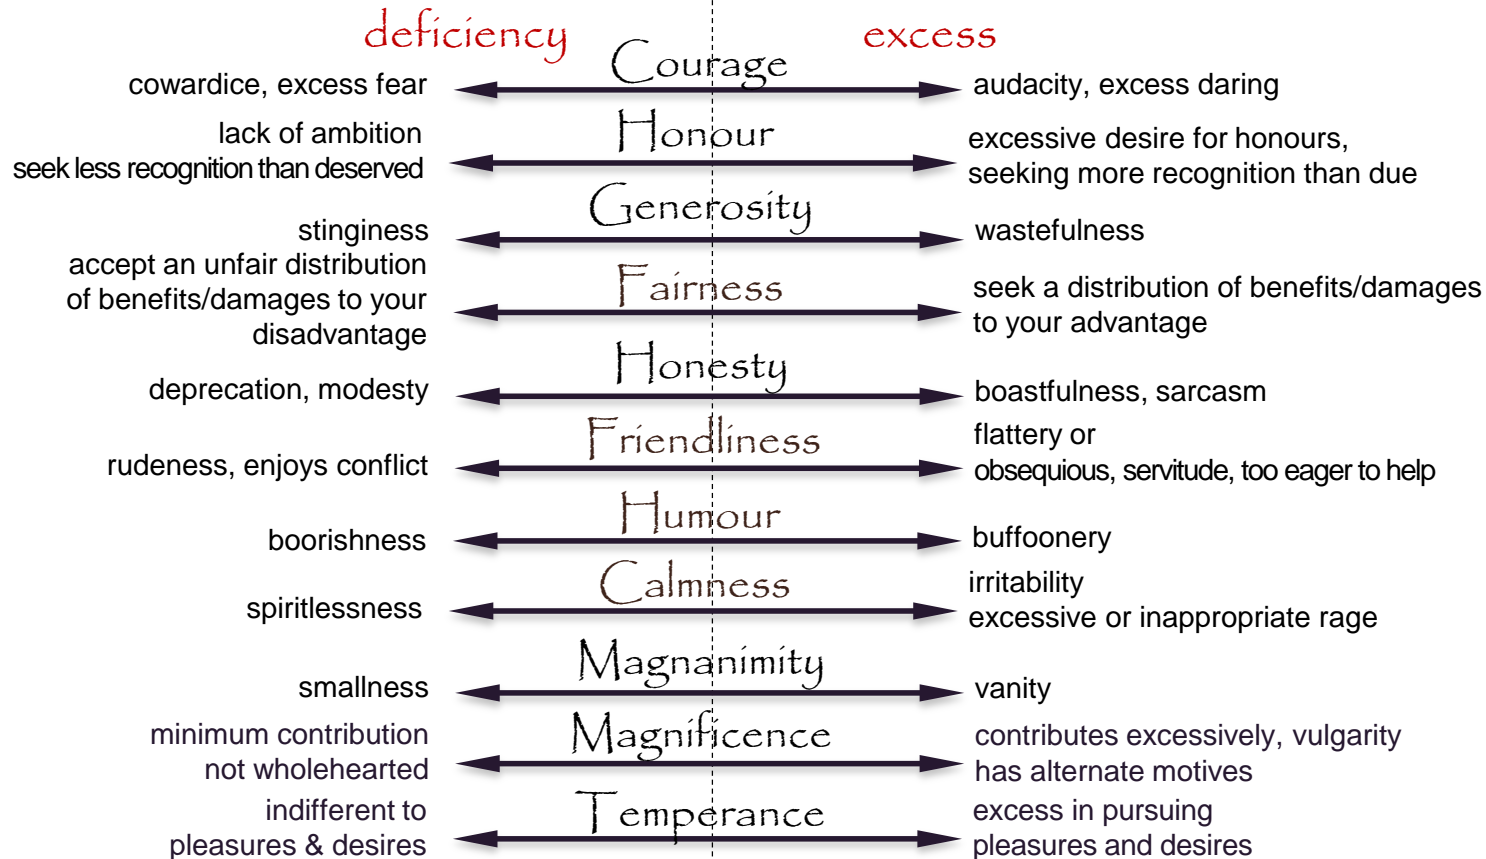 deficiency excess
Courage
cowardice, excess fear audacity, excess daring
Honour
lack of ambition
seek less recognition than deserved
excessive desire for honours,
seeking more recognition than due
Generosity
stinginess wastefulness
accept an unfair distribution
of benefits/damages to your
disadvantage
Fairness
seek a distribution of benefits/damages
to your advantage
Honesty
deprecation, modesty boastfulness, sarcasm
Friendliness
rudeness, enjoys conflict
flattery or
obsequious, servitude, too eager to help
Humour
boorishness buffoonery
Calmness
spiritlessness
irritability
excessive or inappropriate rage
Magnanimity
smallness vanity
Magnificence
minimum contribution
not wholehearted
contributes excessively, vulgarity
has alternate motives
Temperance
indifferent to
pleasures & desires
excess in pursuing
pleasures and desires